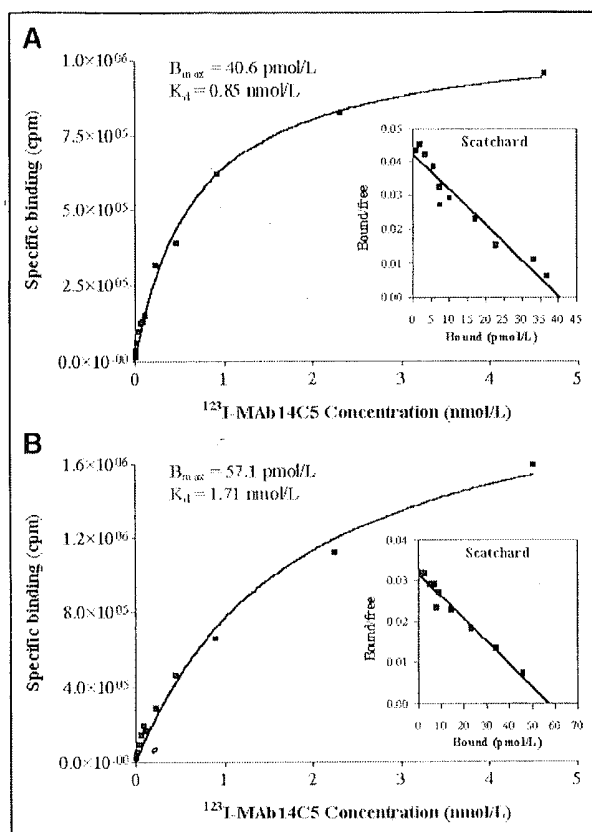 A
B_max = 40.6 pmol/L
K_d = 0.85 nmol/L
Specific binding (cpm)
1.0×10^06
7.5×10^05
5.0×10^05
2.5×10^05
0.0×10^-00
0 1 2 3 4 5
^123I-MAb14C5 Concentration (nmol/L)
Scatchard
Bound/free
0.05
0.04
0.03
0.02
0.01
0.00
0 5 10 15 20 25 30 35 40 45
Bound (pmol/L)
B
B_max = 57.1 pmol/L
K_d = 1.71 nmol/L
Specific binding (cpm)
1.6×10^06
1.2×10^06
8.0×10^05
4.0×10^05
0.0×10^-00
0 1 2 3 4 5
^123I-MAb14C5 Concentration (nmol/L)
Scatchard
Bound/free
0.04
0.03
0.02
0.01
0.00
0 10 20 30 40 50 60 70
Bound (pmol/L)